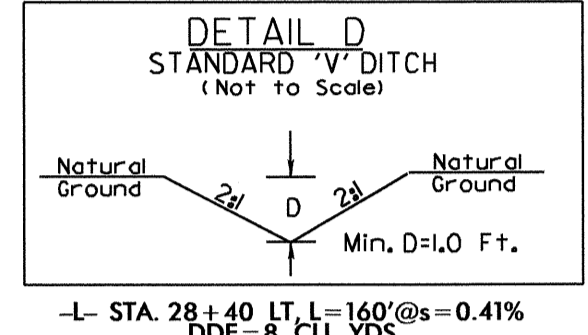 DETAIL D
STANDARD 'V' DITCH
(Not to Scale)
Natural
Ground
2:1
D
2:1
Natural
Ground
Min. D=1.0 Ft.
-L- STA. 28+40 LT, L=160'@s=0.41%
DDE=8 CU. YDS.